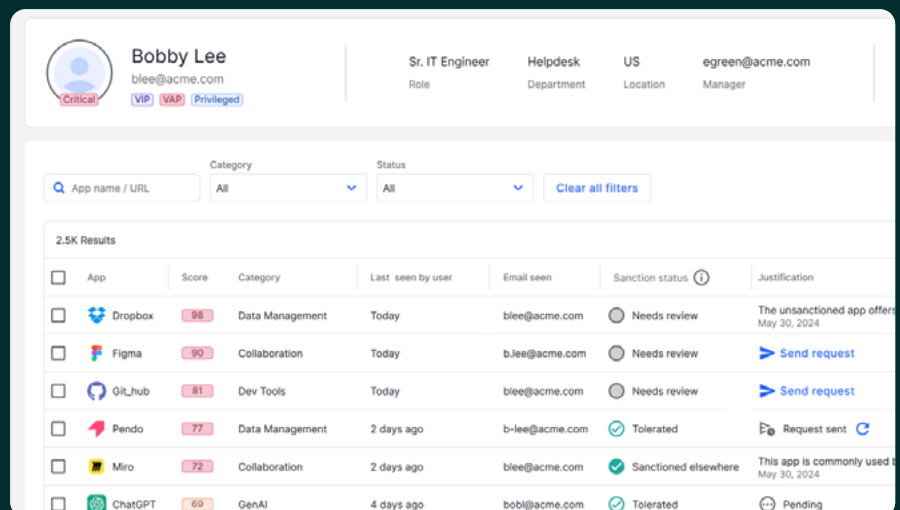 Bobby Lee
blee@acme.com
Critical
VIP VAP Privileged
Sr. IT Engineer
Role
Helpdesk
Department
US
Location
egreen@acme.com
Manager
Category
Status
App name / URL
All
All
Clear all filters
2.5K Results
App Score Category Last seen by user Email seen Sanction status Justification
Dropbox 98 Data Management Today blee@acme.com Needs review The unsanctioned app offers
May 30, 2024
Figma 90 Collaboration Today b.lee@acme.com Needs review Send request
Git_hub 81 Dev Tools Today blee@acme.com Needs review Send request
Pendo 77 Data Management 2 days ago b-lee@acme.com Tolerated Request sent
Miro 72 Collaboration 2 days ago blee@acme.com Sanctioned elsewhere This app is commonly used
May 30, 2024
ChatGPT 69 GenAI 4 days ago bobl@acme.com Tolerated Pending